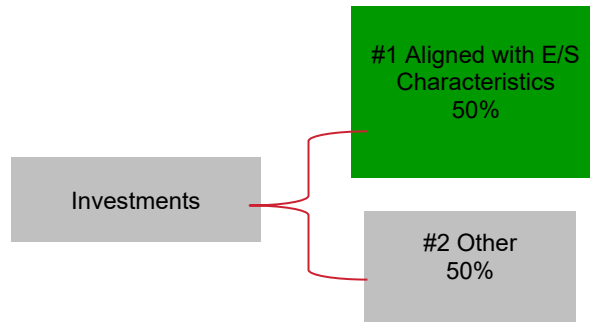 #1 Aligned with E/S
Characteristics
50%
Investments
#2 Other
50%